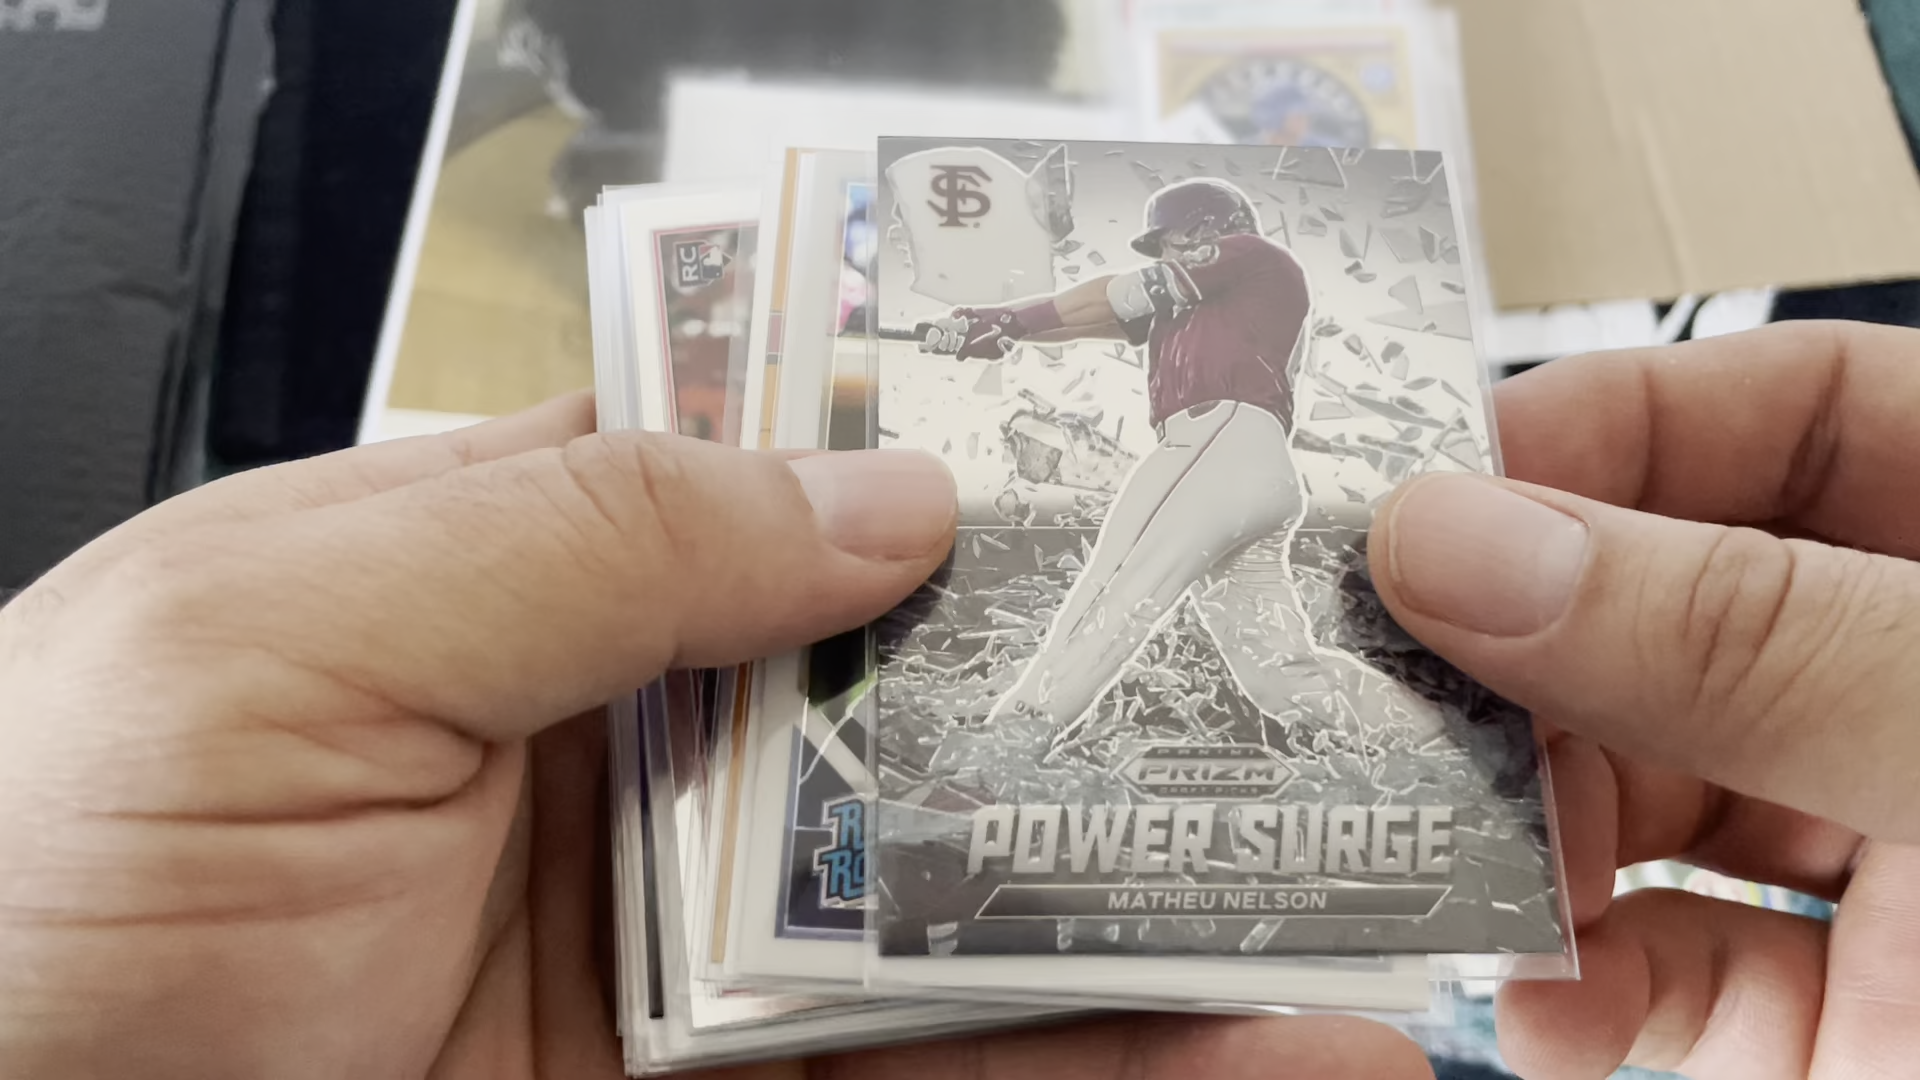 FS
RC
PANINI
PRIZM
DRAFT PICKS
POWER SURGE
MATHEU NELSON